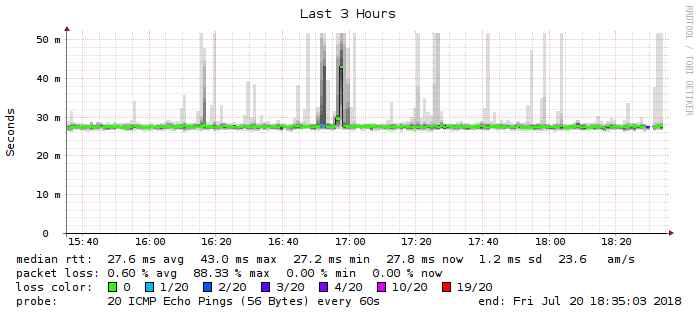 Last 3 Hours
RRDTOOL / TOBI OETIKER
Seconds
50 m
40 m
30 m
20 m
10 m
0
15:40 16:00 16:20 16:40 17:00 17:20 17:40 18:00 18:20
median rtt: 27.6 ms avg 43.0 ms max 27.2 ms min 27.8 ms now 1.2 ms sd 23.6 am/s
packet loss: 0.60 % avg 88.33 % max 0.00 % min 0.00 % now
loss color: 0 1/20 2/20 3/20 4/20 10/20 19/20
probe: 20 ICMP Echo Pings (56 Bytes) every 60s end: Fri Jul 20 18:35:03 2018